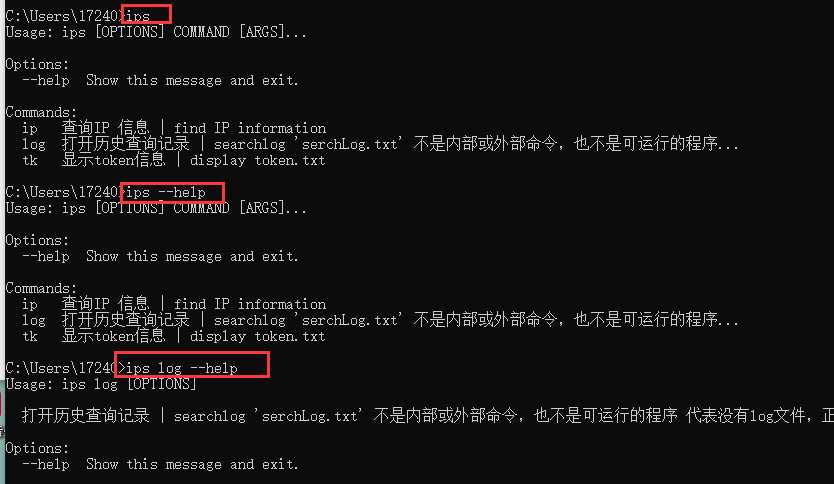 C:\Users\17240>ips
Usage: ips [OPTIONS] COMMAND [ARGS]...
Options:
--help  Show this message and exit.
Commands:
ip   查询IP 信息 | find IP information
log  打开历史查询记录 | searchlog 'serchLog.txt' 不是内部或外部命令，也不是可运行的程序...
tk   显示token信息 | display token.txt
C:\Users\17240>ips --help
Usage: ips [OPTIONS] COMMAND [ARGS]...
Options:
--help  Show this message and exit.
Commands:
ip   查询IP 信息 | find IP information
log  打开历史查询记录 | searchlog 'serchLog.txt' 不是内部或外部命令，也不是可运行的程序...
tk   显示token信息 | display token.txt
C:\Users\17240>ips log --help
Usage: ips log [OPTIONS]
打开历史查询记录 | searchlog 'serchLog.txt' 不是内部或外部命令，也不是可运行的程序 代表没有log文件，正
Options:
--help  Show this message and exit.